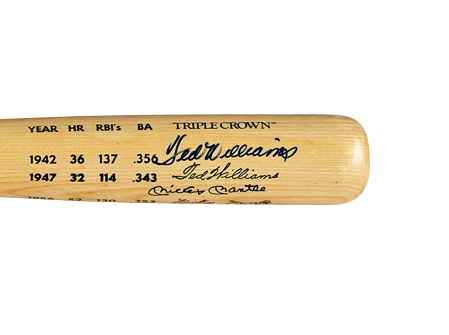 YEAR HR RBI's BA TRIPLE CROWN™
1942 36 137 .356 Ted Williams
1947 32 114 .343 Ted Williams
Mickey Mantle